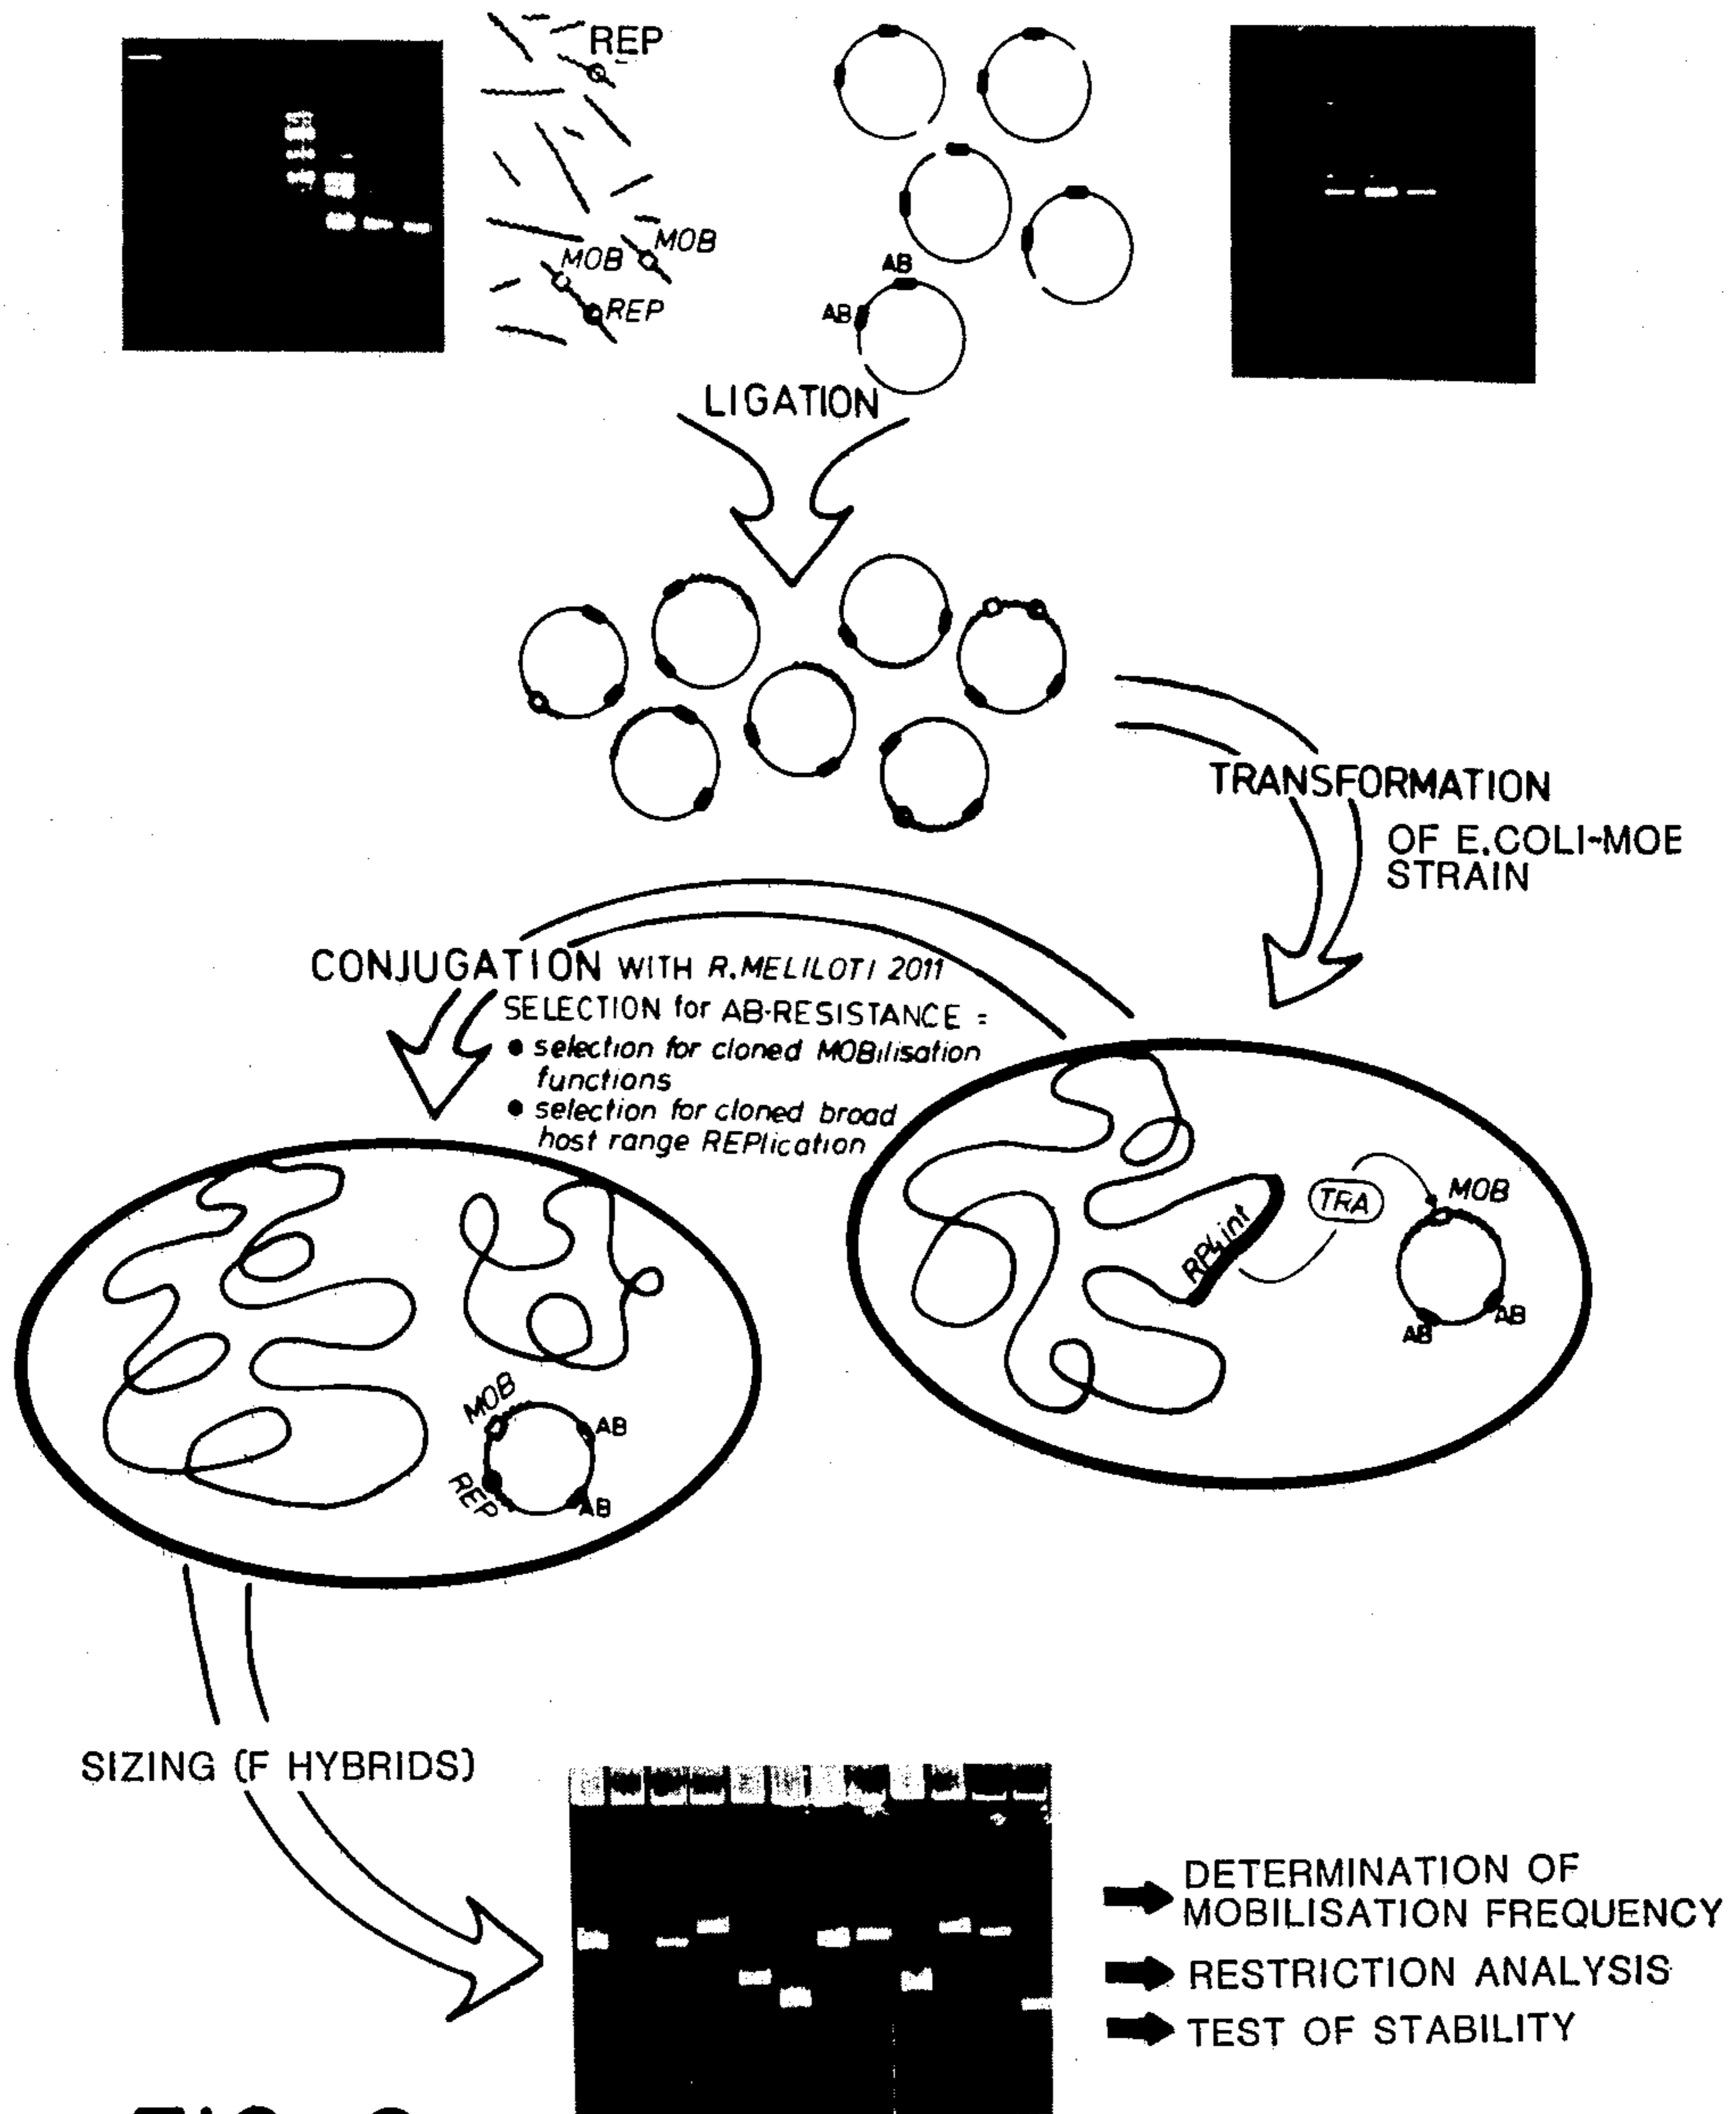 REP
MOB
MOB
REP
AB
AB
LIGATION
TRANSFORMATION
OF E.COLI-MOE
STRAIN
CONJUGATION WITH R.MELILOTI 2011
SELECTION for AB-RESISTANCE =
• selection for cloned MOBilisation
functions
• selection for cloned broad
host range REPlication
RP4int
TRA
MOB
AB
AB
MOB
AB
REP
AB
SIZING (F HYBRIDS)
DETERMINATION OF
MOBILISATION FREQUENCY
RESTRICTION ANALYSIS
TEST OF STABILITY